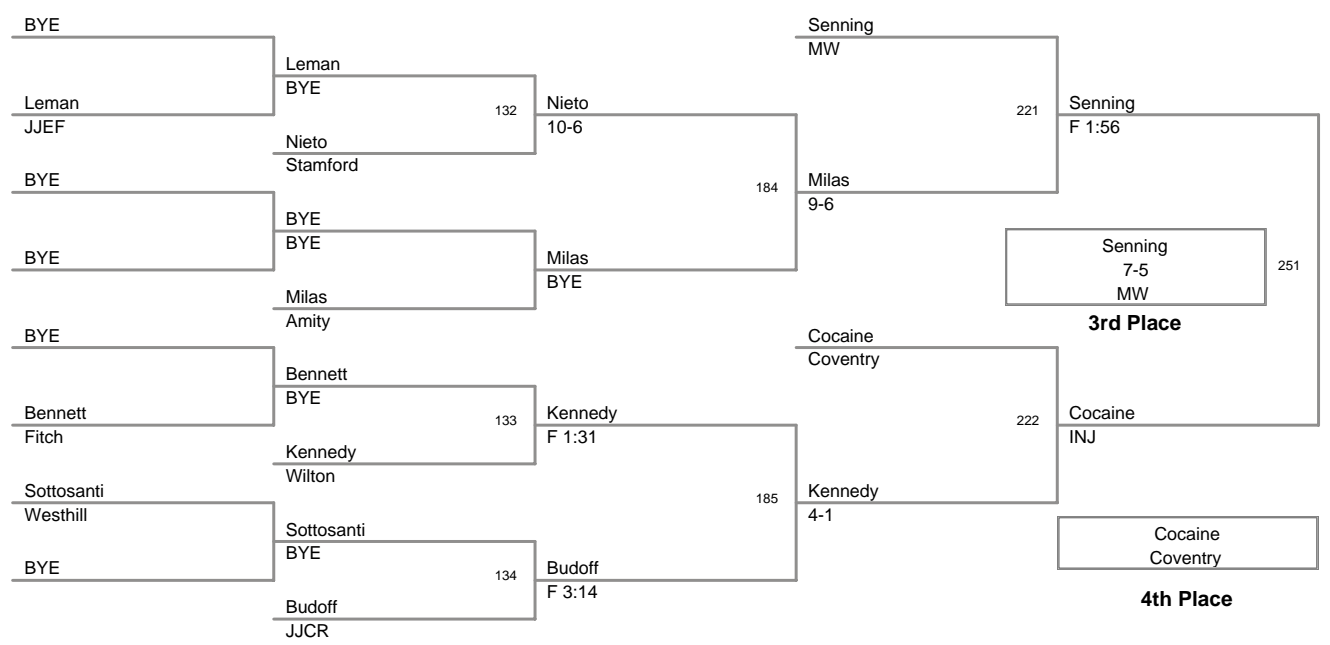 BYE
Leman
JJEF
BYE
BYE
BYE
Bennett
Fitch
Sottosanti
Westhill
BYE
Leman
BYE
Nieto
Stamford
BYE
BYE
Milas
Amity
Bennett
BYE
Kennedy
Wilton
Sottosanti
BYE
Budoff
JJCR
132
133
134
Nieto
10-6
Milas
BYE
Kennedy
F 1:31
Budoff
F 3:14
184
185
Senning
MW
Milas
9-6
Cocaine
Coventry
Kennedy
4-1
221
222
Senning
F 1:56
Cocaine
INJ
251
Senning
7-5
MW
3rd Place
Cocaine
Coventry
4th Place